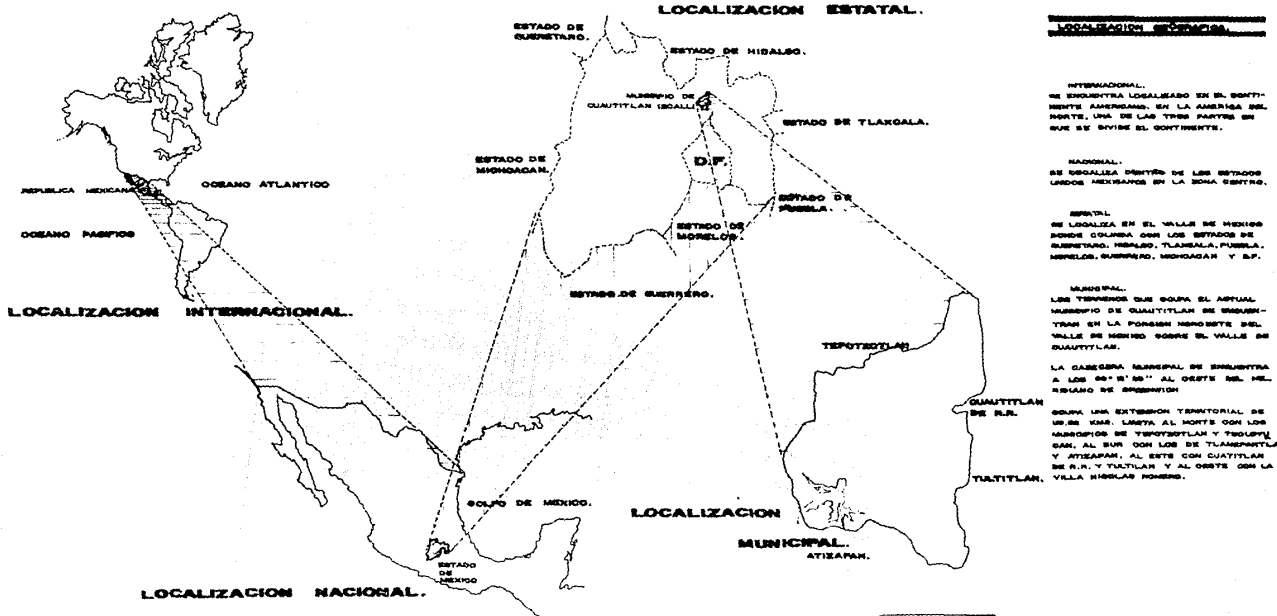 LOCALIZACION ESTATAL.
ESTADO DE
QUERETARO.
ESTADO DE HIDALGO.
MUNICIPIO DE
CUAUTITLAN IZCALLI
ESTADO DE TLAXCALA.
D.F.
ESTADO DE
MICHOACAN.
ESTADO DE
PUEBLA.
ESTADO DE
MORELOS.
ESTADO DE GUERRERO.
REPUBLICA MEXICANA
OCEANO ATLANTICO
OCEANO PACIFICO
LOCALIZACION INTERNACIONAL.
GOLFO DE MEXICO.
ESTADO
DE
MEXICO
LOCALIZACION NACIONAL.
TEPOTZOTLAN
CUAUTITLAN
DE R.R.
TULTITLAN.
LOCALIZACION
MUNICIPAL.
ATIZAPAN.
LOCALIZACION GEOGRAFICA.
INTERNACIONAL.
SE ENCUENTRA LOCALIZADO EN EL CONTI-
NENTE AMERICANO, EN LA AMERICA DEL
NORTE, UNA DE LAS TRES PARTES EN
QUE SE DIVIDE EL CONTINENTE.
NACIONAL.
SE LOCALIZA DENTRO DE LOS ESTADOS
UNIDOS MEXICANOS EN LA ZONA CENTRO.
ESTATAL
SE LOCALIZA EN EL VALLE DE MEXICO
DONDE COLINDA CON LOS ESTADOS DE
QUERETARO, HIDALGO, TLAXCALA, PUEBLA,
MORELOS, GUERRERO, MICHOACAN Y D.F.
MUNICIPAL.
LOS TERRENOS QUE OCUPA EL ACTUAL
MUNICIPIO DE CUAUTITLAN SE ENCUEN-
TRAN EN LA PORCION NOROESTE DEL
VALLE DE MEXICO SOBRE EL VALLE DE
CUAUTITLAN.
LA CABECERA MUNICIPAL SE ENCUENTRA
A LOS AL OESTE DEL ME-
RIDIANO DE
OCUPA UNA EXTENSION TERRITORIAL DE
KMS. LIMITA AL NORTE CON LOS
MUNICIPIOS DE TEPOTZOTLAN Y
AL SUR CON LOS DE TLANEPANTLA
Y ATIZAPAN, AL ESTE CON CUATITLAN
DE R.R. Y TULTILAN Y AL OESTE CON LA
VILLA NICOLAS ROMERO.